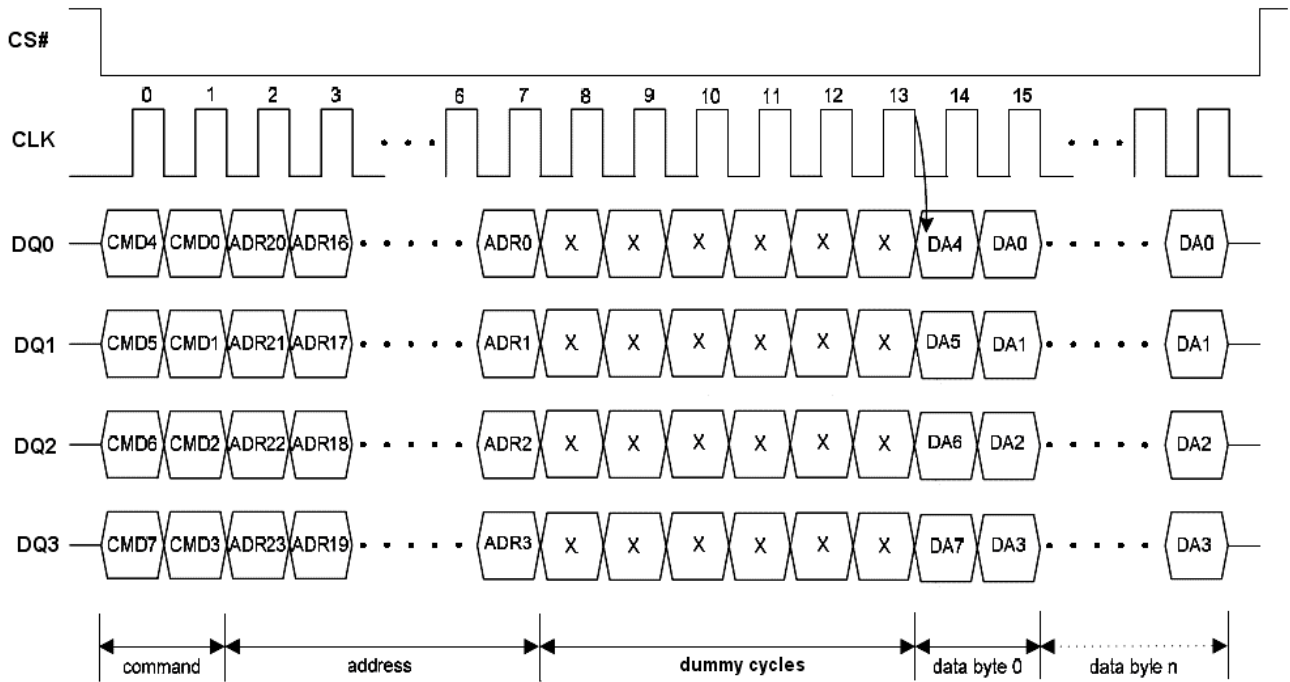 CS#
0 1 2 3 6 7 8 9 10 11 12 13 14 15
CLK
DQ0 CMD4 CMD0 ADR20 ADR16 ADR0 X X X X X X DA4 DA0 DA0
DQ1 CMD5 CMD1 ADR21 ADR17 ADR1 X X X X X X DA5 DA1 DA1
DQ2 CMD6 CMD2 ADR22 ADR18 ADR2 X X X X X X DA6 DA2 DA2
DQ3 CMD7 CMD3 ADR23 ADR19 ADR3 X X X X X X DA7 DA3 DA3
command address dummy cycles data byte 0 data byle n